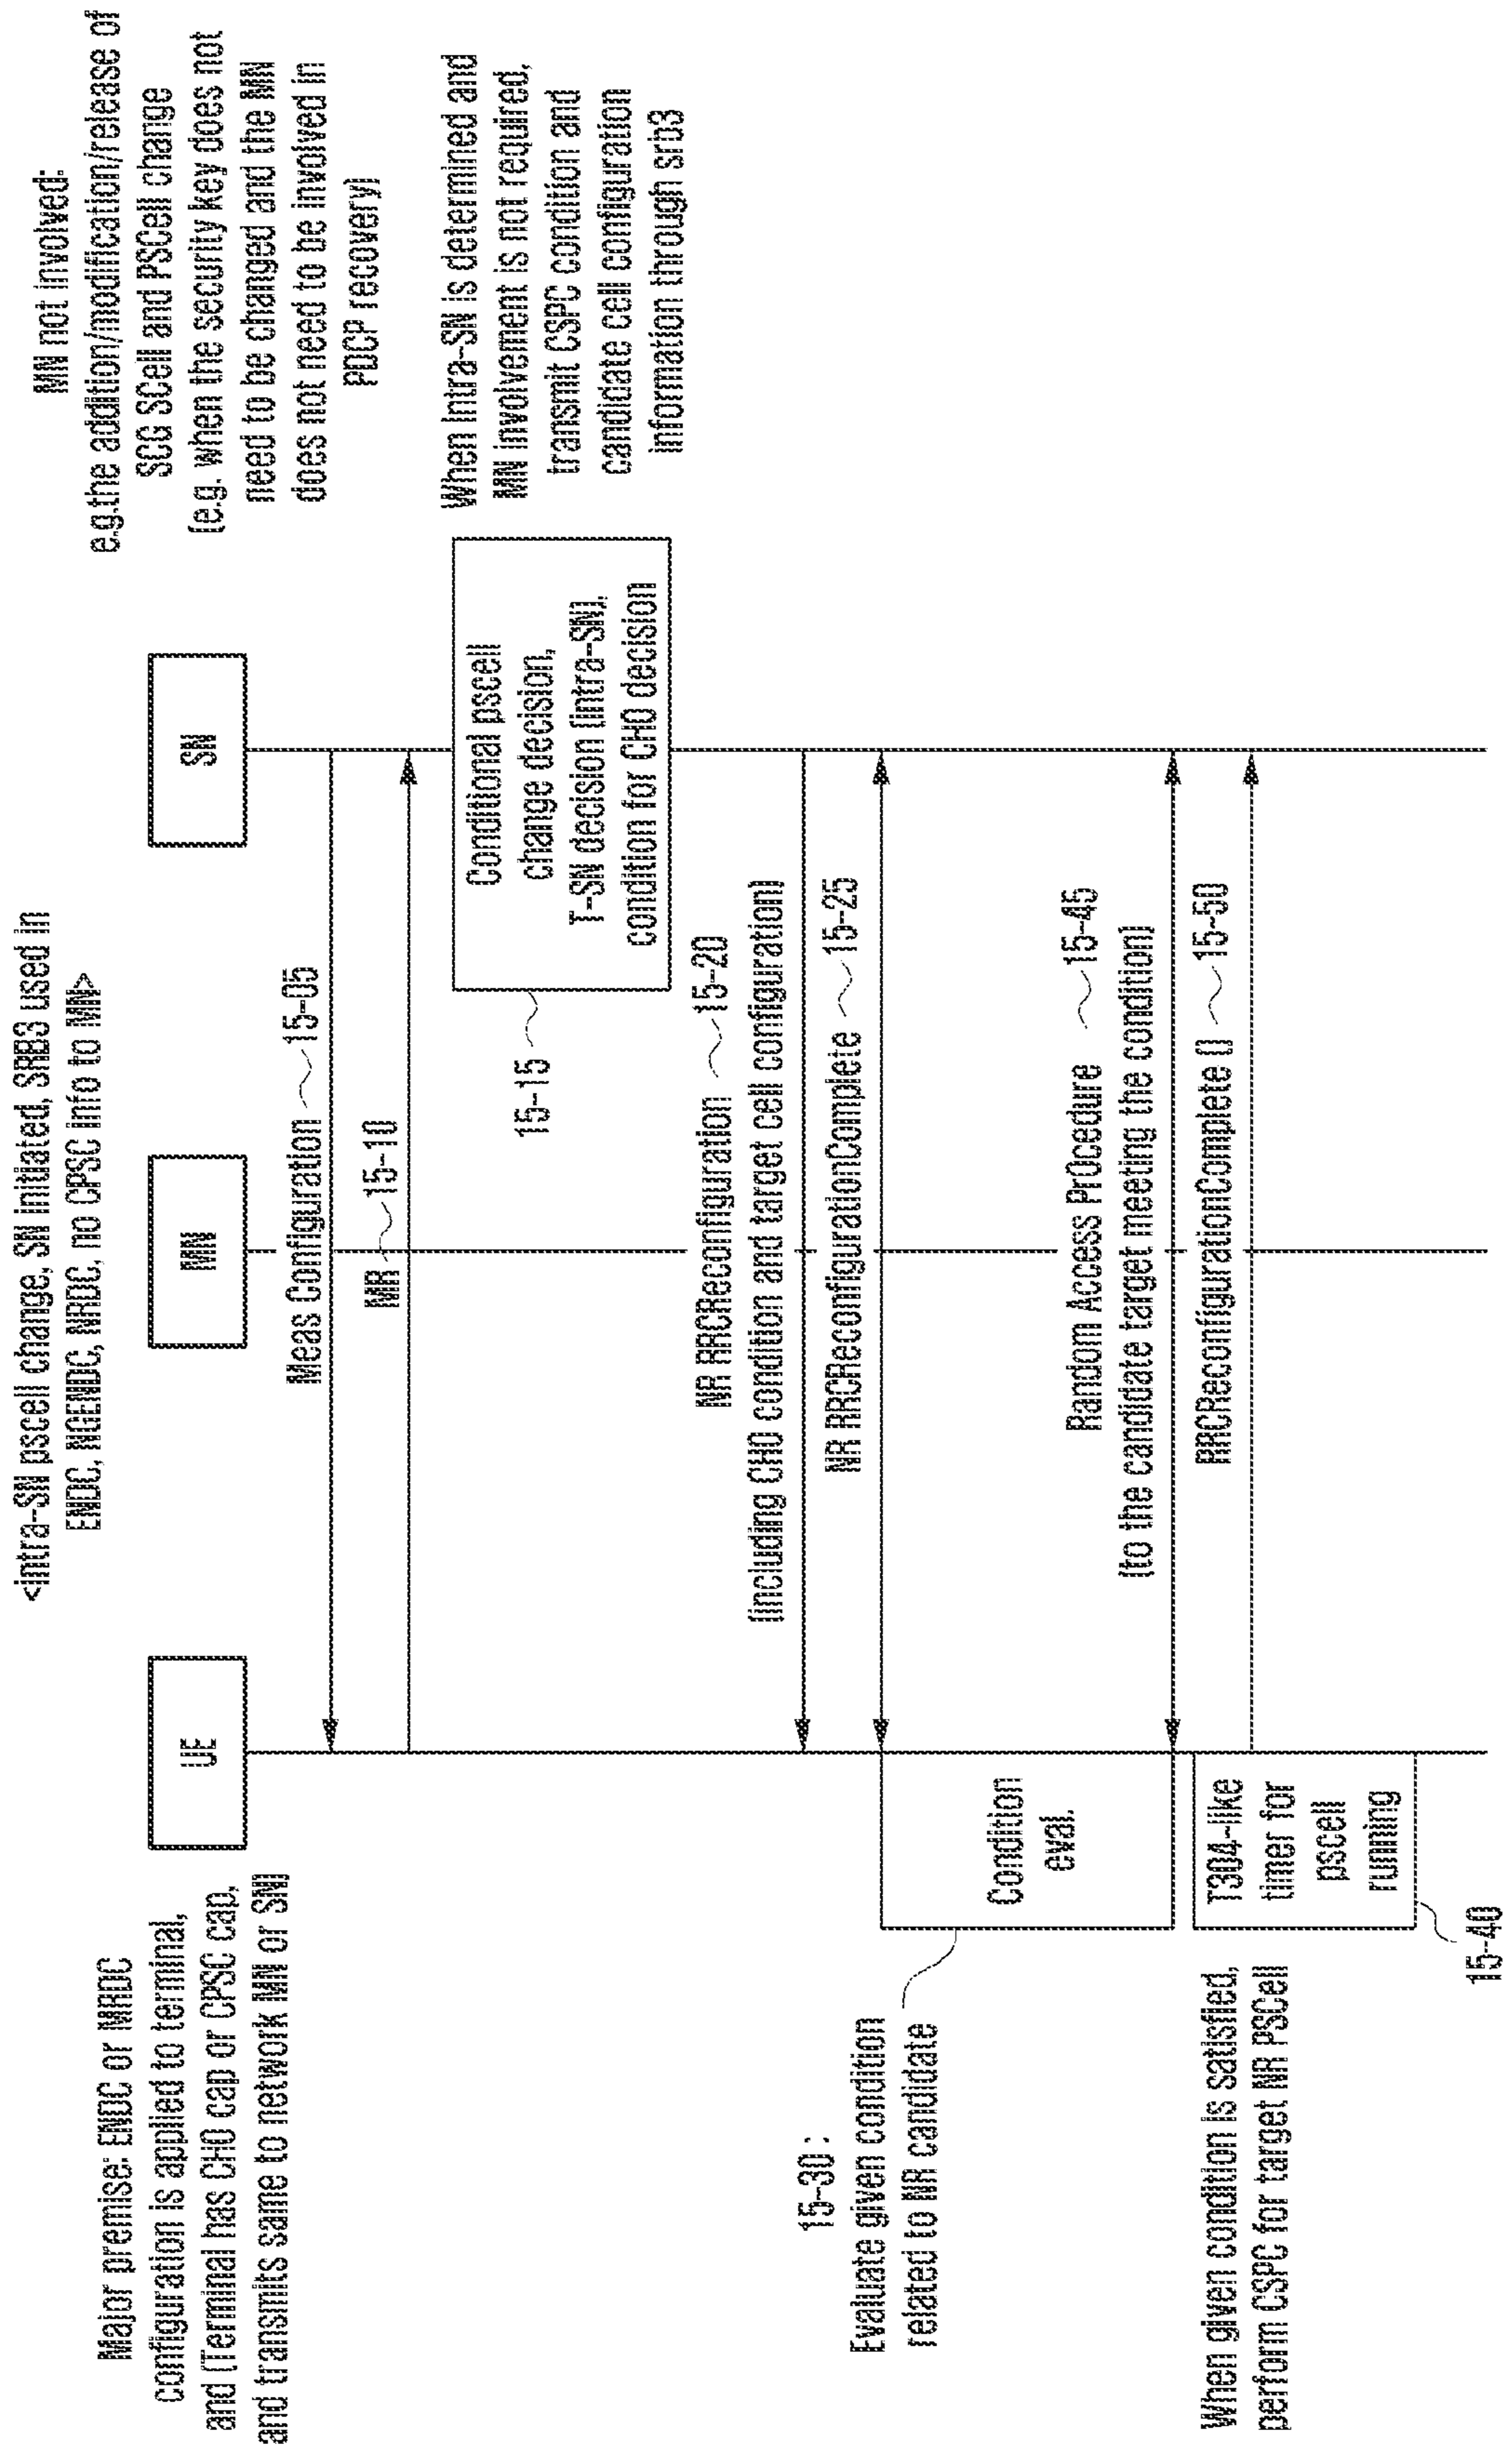 <intra-SN pscell change, SN initiated, SRB3 used in
ENDC, NGENDC, NRDC, no CPSC info to MN>
Major premise: ENDC or MRDC
configuration is applied to terminal,
and (Terminal has CHO cap or CPSC cap,
and transmits same to network MN or SN)
UE
MN
SN
MN not involved:
e.g.the addition/modification/release of
SCG SCell and PSCell change
(e.g. when the security key does not
need to be changed and the MN
does not need to be involved in
PDCP recovery)
Meas Configuration 15-05
MR 15-10
Conditional pscell
change decision,
T-SN decision (intra-SN),
condition for CHO decision
15-15
When Intra-SN is determined and
MN involvement is not required,
transmit CSPC condition and
candidate cell configuration
information through srb3
NR RRCReconfiguration 15-20
(including CHO condition and target cell configuration)
NR RRCReconfigurationComplete 15-25
15-30 :
Evaluate given condition
related to NR candidate
Condition
eval.
Random Access PrOcedure 15-45
(to the candidate target meeting the condition)
RRCReconfigurationComplete () 15-50
When given condition is satisfied,
perform CSPC for target NR PSCell
T304-like
timer for
pscell
running
15-40